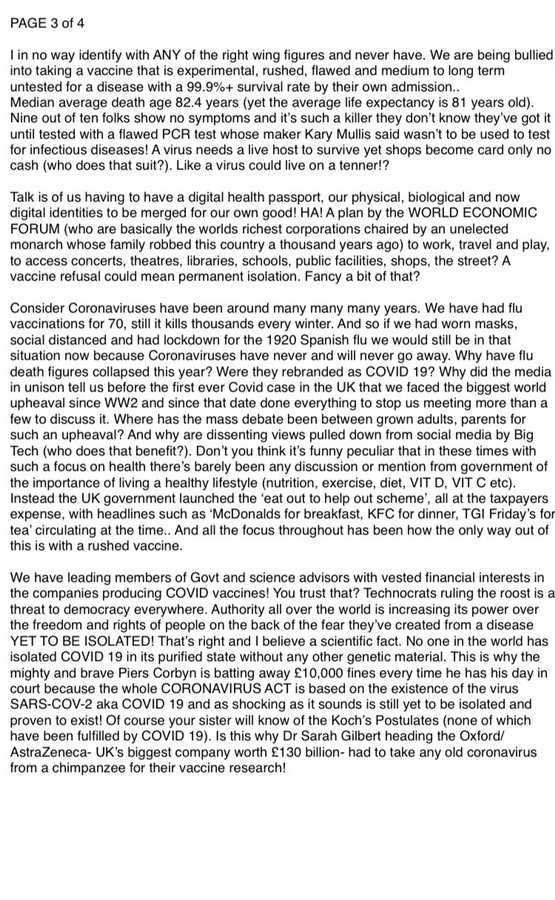 PAGE 3 of 4
I in no way identify with ANY of the right wing figures and never have. We are being bullied
into taking a vaccine that is experimental, rushed, flawed and medium to long term
untested for a disease with a 99.9%+ survival rate by their own admission..
Median average death age 82.4 years (yet the average life expectancy is 81 years old).
Nine out of ten folks show no symptoms and it's such a killer they don't know they've got it
until tested with a flawed PCR test whose maker Kary Mullis said wasn't to be used to test
for infectious diseases! A virus needs a live host to survive yet shops become card only no
cash (who does that suit?). Like a virus could live on a tenner!?
Talk is of us having to have a digital health passport, our physical, biological and now
digital identities to be merged for our own good! HA! A plan by the WORLD ECONOMIC
FORUM (who are basically the worlds richest corporations chaired by an unelected
monarch whose family robbed this country a thousand years ago) to work, travel and play,
to access concerts, theatres, libraries, schools, public facilities, shops, the street? A
vaccine refusal could mean permanent isolation. Fancy a bit of that?
Consider Coronaviruses have been around many many many years. We have had flu
vaccinations for 70, still it kills thousands every winter. And so if we had worn masks,
social distanced and had lockdown for the 1920 Spanish flu we would still be in that
situation now because Coronaviruses have never and will never go away. Why have flu
death figures collapsed this year? Were they rebranded as COVID 19? Why did the media
in unison tell us before the first ever Covid case in the UK that we faced the biggest world
upheaval since WW2 and since that date done everything to stop us meeting more than a
few to discuss it. Where has the mass debate been between grown adults, parents for
such an upheaval? And why are dissenting views pulled down from social media by Big
Tech (who does that benefit?). Don't you think it's funny peculiar that in these times with
such a focus on health there's barely been any discussion or mention from government of
the importance of living a healthy lifestyle (nutrition, exercise, diet, VIT D, VIT C etc).
Instead the UK government launched the 'eat out to help out scheme', all at the taxpayers
expense, with headlines such as 'McDonalds for breakfast, KFC for dinner, TGI Friday's for
tea' circulating at the time.. And all the focus throughout has been how the only way out of
this is with a rushed vaccine.
We have leading members of Govt and science advisors with vested financial interests in
the companies producing COVID vaccines! You trust that? Technocrats ruling the roost is a
threat to democracy everywhere. Authority all over the world is increasing its power over
the freedom and rights of people on the back of the fear they've created from a disease
YET TO BE ISOLATED! That's right and I believe a scientific fact. No one in the world has
isolated COVID 19 in its purified state without any other genetic material. This is why the
mighty and brave Piers Corbyn is batting away £10,000 fines every time he has his day in
court because the whole CORONAVIRUS ACT is based on the existence of the virus
SARS-COV-2 aka COVID 19 and as shocking as it sounds is still yet to be isolated and
proven to exist! Of course your sister will know of the Koch's Postulates (none of which
have been fulfilled by COVID 19). Is this why Dr Sarah Gilbert heading the Oxford/
AstraZeneca- UK's biggest company worth £130 billion- had to take any old coronavirus
from a chimpanzee for their vaccine research!